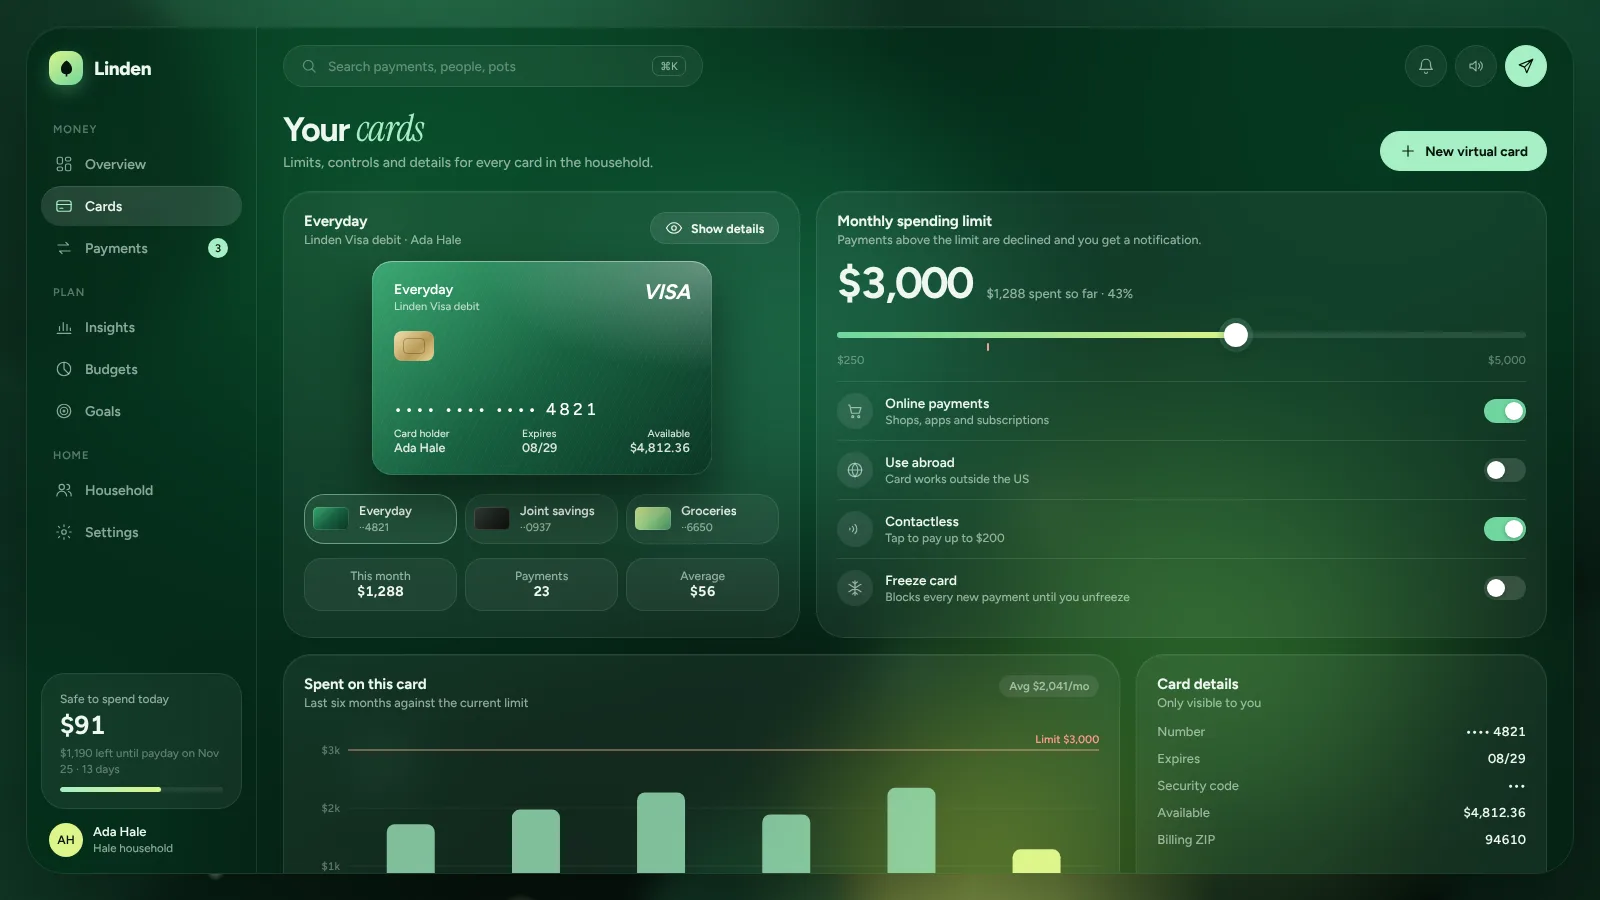 Linden
Search payments, people, pots
⌘K
MONEY
Overview
Cards
Payments
3
PLAN
Insights
Budgets
Goals
HOME
Household
Settings
Safe to spend today
$91
$1,190 left until payday on Nov
25 · 13 days
AH
Ada Hale
Hale household
Your cards
Limits, controls and details for every card in the household.
New virtual card
Everyday
Linden Visa debit · Ada Hale
Show details
Everyday
Linden Visa debit
VISA
•••• •••• •••• 4821
Card holder
Ada Hale
Expires
08/29
Available
$4,812.36
Everyday
··4821
Joint savings
··0937
Groceries
··6650
This month
$1,288
Payments
23
Average
$56
Monthly spending limit
Payments above the limit are declined and you get a notification.
$3,000
$1,288 spent so far · 43%
$250
$5,000
Online payments
Shops, apps and subscriptions
Use abroad
Card works outside the US
Contactless
Tap to pay up to $200
Freeze card
Blocks every new payment until you unfreeze
Spent on this card
Last six months against the current limit
Avg $2,041/mo
Limit $3,000
$3k
$2k
$1k
Card details
Only visible to you
Number
•••• 4821
Expires
08/29
Security code
•••
Available
$4,812.36
Billing ZIP
94610